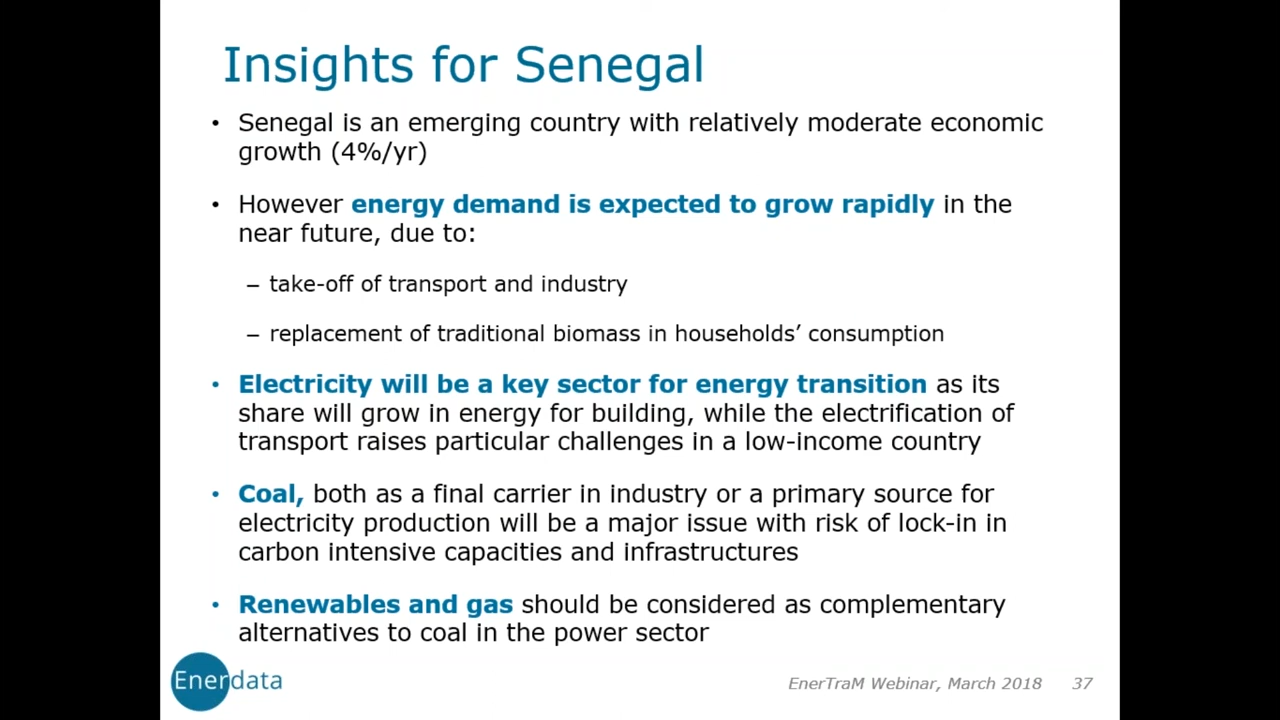 Insights for Senegal
• Senegal is an emerging country with relatively moderate economic
growth (4%/yr)
• However energy demand is expected to grow rapidly in the
near future, due to:
– take-off of transport and industry
– replacement of traditional biomass in households’ consumption
• Electricity will be a key sector for energy transition as its
share will grow in energy for building, while the electrification of
transport raises particular challenges in a low-income country
• Coal, both as a final carrier in industry or a primary source for
electricity production will be a major issue with risk of lock-in in
carbon intensive capacities and infrastructures
• Renewables and gas should be considered as complementary
alternatives to coal in the power sector
Enerdata
EnerTraM Webinar, March 2018 37